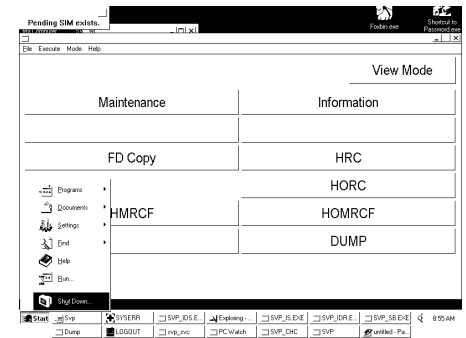 Pending SIM exists.
Foxbin.exe
Shortcut to
Password.exe
File Execute Mode Help
View Mode
Maintenance Information
FD Copy HRC
HORC
HMRCF HOMRCF
DUMP
Programs
Documents
Settings
Find
Help
Run...
Shut Down...
Start Svp SYSERR SVP_IDS.E... Exploring - ... SVP_IS.EXE SVP_IDR.E... SVP_SB.EXE 8:55 AM
Dump LOGOUT svp_svc PC Watch SVP_CHC SVP untitled - Pa...